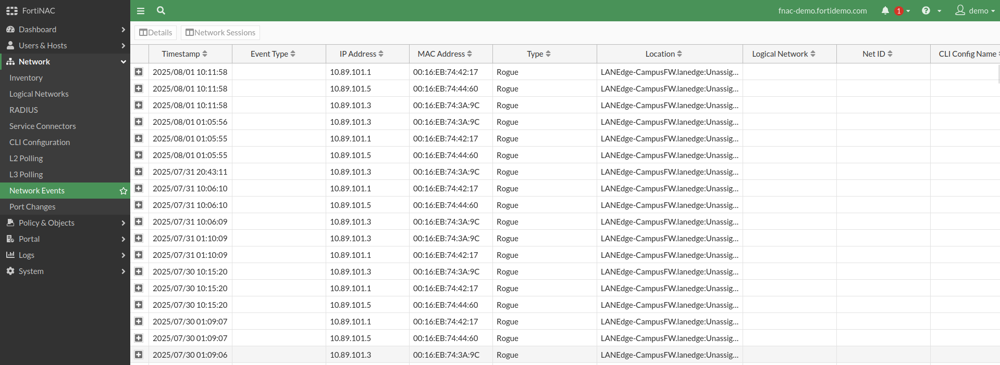 FortiNAC
fnac-demo.fortidemo.com 1 demo
Dashboard
Users & Hosts
Network
Inventory
Logical Networks
RADIUS
Service Connectors
CLI Configuration
L2 Polling
L3 Polling
Network Events
Port Changes
Policy & Objects
Portal
Logs
System
Details Network Sessions
Timestamp Event Type IP Address MAC Address Type Location Logical Network Net ID CLI Config Name
2025/08/01 10:11:58 10.89.101.1 00:16:EB:74:42:17 Rogue LANEdge-CampusFW.lanedge:Unassig...
2025/08/01 10:11:58 10.89.101.5 00:16:EB:74:44:60 Rogue LANEdge-CampusFW.lanedge:Unassig...
2025/08/01 10:11:58 10.89.101.3 00:16:EB:74:3A:9C Rogue LANEdge-CampusFW.lanedge:Unassig...
2025/08/01 01:05:56 10.89.101.3 00:16:EB:74:3A:9C Rogue LANEdge-CampusFW.lanedge:Unassig...
2025/08/01 01:05:55 10.89.101.1 00:16:EB:74:42:17 Rogue LANEdge-CampusFW.lanedge:Unassig...
2025/08/01 01:05:55 10.89.101.5 00:16:EB:74:44:60 Rogue LANEdge-CampusFW.lanedge:Unassig...
2025/07/31 20:43:11 10.89.101.3 00:16:EB:74:3A:9C Rogue LANEdge-CampusFW.lanedge:Unassig...
2025/07/31 10:06:10 10.89.101.1 00:16:EB:74:42:17 Rogue LANEdge-CampusFW.lanedge:Unassig...
2025/07/31 10:06:10 10.89.101.5 00:16:EB:74:44:60 Rogue LANEdge-CampusFW.lanedge:Unassig...
2025/07/31 10:06:09 10.89.101.3 00:16:EB:74:3A:9C Rogue LANEdge-CampusFW.lanedge:Unassig...
2025/07/31 01:10:09 10.89.101.3 00:16:EB:74:3A:9C Rogue LANEdge-CampusFW.lanedge:Unassig...
2025/07/31 01:10:09 10.89.101.1 00:16:EB:74:42:17 Rogue LANEdge-CampusFW.lanedge:Unassig...
2025/07/30 10:15:20 10.89.101.3 00:16:EB:74:3A:9C Rogue LANEdge-CampusFW.lanedge:Unassig...
2025/07/30 10:15:20 10.89.101.1 00:16:EB:74:42:17 Rogue LANEdge-CampusFW.lanedge:Unassig...
2025/07/30 10:15:20 10.89.101.5 00:16:EB:74:44:60 Rogue LANEdge-CampusFW.lanedge:Unassig...
2025/07/30 01:09:07 10.89.101.1 00:16:EB:74:42:17 Rogue LANEdge-CampusFW.lanedge:Unassig...
2025/07/30 01:09:07 10.89.101.5 00:16:EB:74:44:60 Rogue LANEdge-CampusFW.lanedge:Unassig...
2025/07/30 01:09:06 10.89.101.3 00:16:EB:74:3A:9C Rogue LANEdge-CampusFW.lanedge:Unassig...